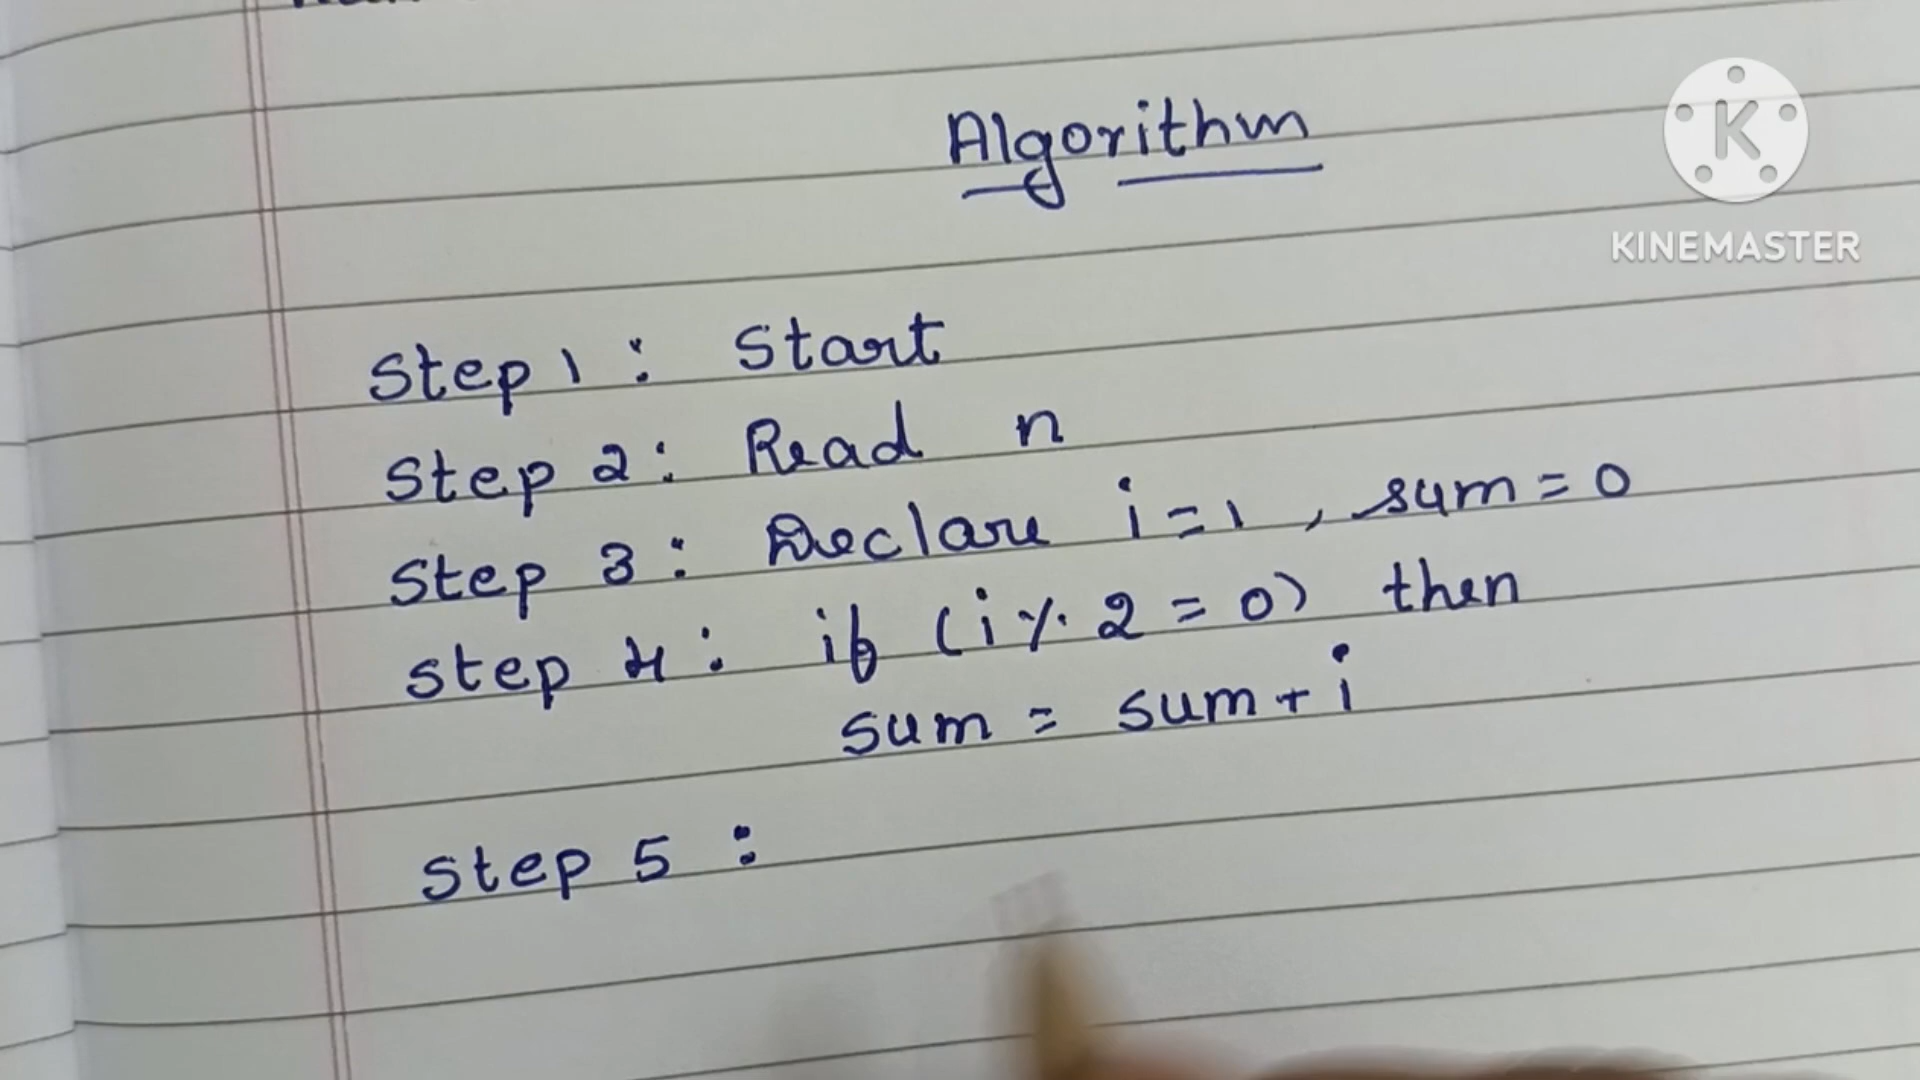 Algorithm
K
KINEMASTER
Step 1 : Start
Step 2 : Read n
Step 3 : Declare i = 1 , sum = 0
Step 4 : if ( i % 2 = 0 ) then
sum = sum + i
Step 5 :